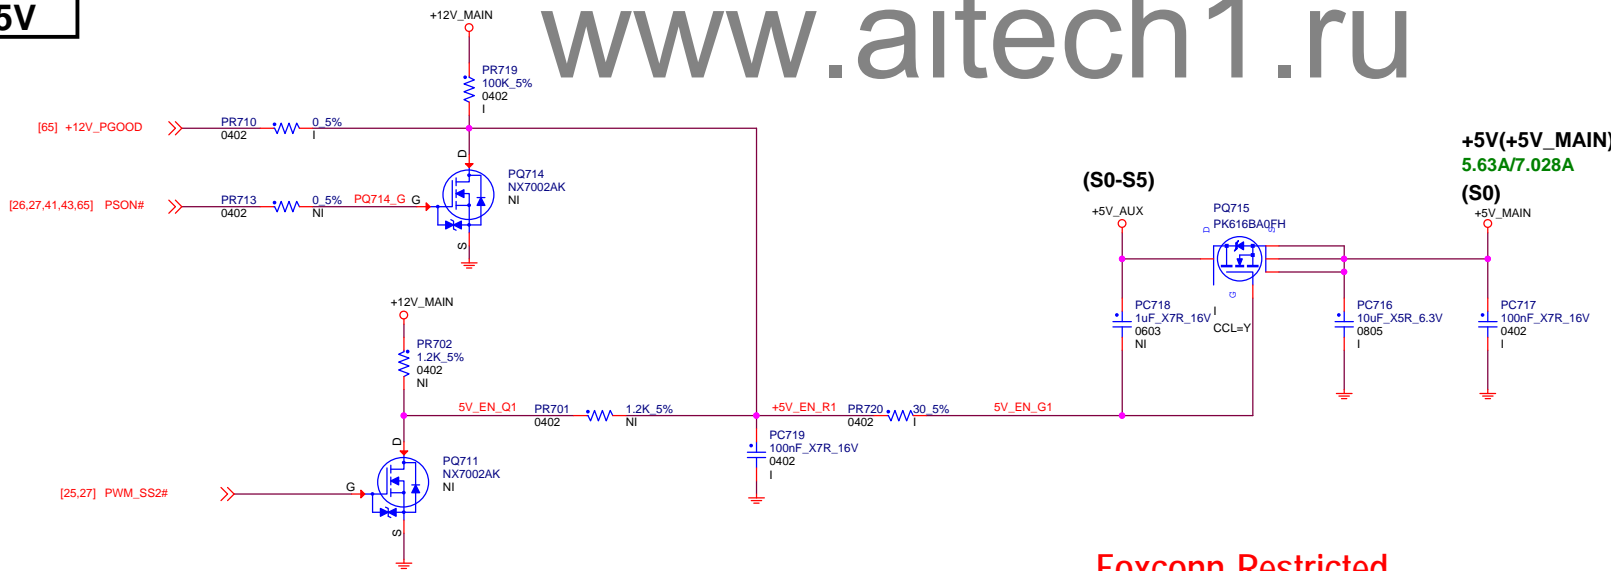 5V
www.aitech1.ru
+12V_MAIN
PR719
100K_5%
0402
I
[65] +12V_PGOOD
PR710
0402
0_5%
I
D
PQ714
NX7002AK
NI
[26,27,41,43,65] PSON#
PR713
0402
0_5%
NI
PQ714_G
G
S
+12V_MAIN
PR702
1.2K_5%
0402
NI
5V_EN_Q1
PR701
0402
1.2K_5%
NI
+5V_EN_R1
PR720
0402
30_5%
I
5V_EN_G1
PC719
100nF_X7R_16V
0402
I
D
PQ711
NX7002AK
NI
[25,27] PWM_SS2#
G
S
(S0-S5)
+5V_AUX
PQ715
PK616BA0FH
D
S
G
I
CCL=Y
PC718
1uF_X7R_16V
0603
NI
+5V(+5V_MAIN)
5.63A/7.028A
(S0)
+5V_MAIN
PC716
10uF_X5R_6.3V
0805
I
PC717
100nF_X7R_16V
0402
I
Foxconn Restricted